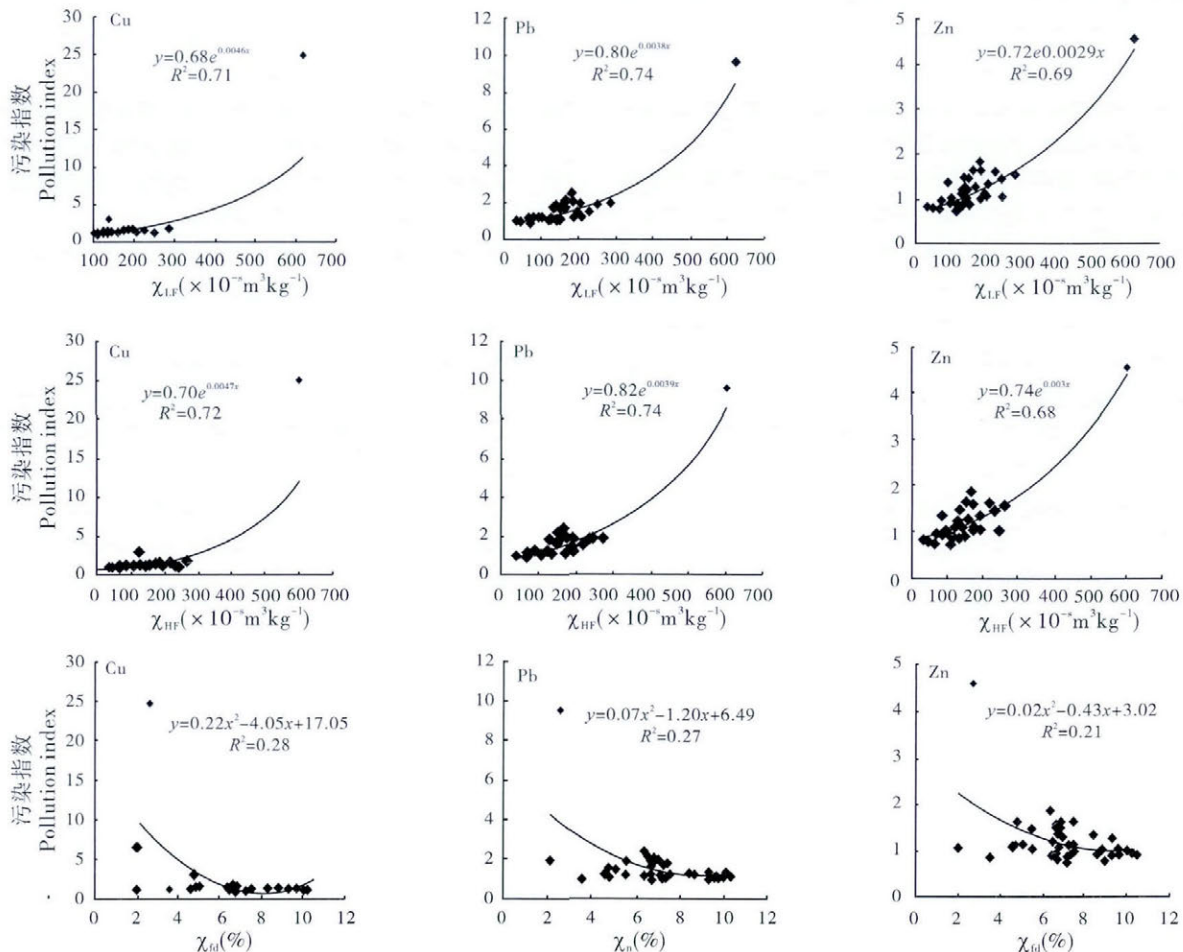 污染指数
Pollution index
Cu
30
25
20
15
10
5
0
y=0.68e^0.0046x
R²=0.71
100 100 200 300 400 500 600 700
χLF(×10⁻⁸m³kg⁻¹)
Pb
12
10
8
6
4
2
0
y=0.80e^0.0038x
R²=0.74
0 100 200 300 400 500 600 700
χLF(×10⁻⁸m³kg⁻¹)
Zn
5
4
3
2
1
0
y=0.72e0.0029x
R²=0.69
0 100 200 300 400 500 600 700
χLF(×10⁻⁸m³kg⁻¹)
污染指数
Pollution index
Cu
30
25
20
15
10
5
0
y=0.70e^0.0047x
R²=0.72
0 100 200 300 400 500 600 700
χHF(×10⁻⁸m³kg⁻¹)
Pb
12
10
8
6
4
2
0
y=0.82e^0.0039x
R²=0.74
0 100 200 300 400 500 600 700
χHF(×10⁻⁸m³kg⁻¹)
Zn
5
4
3
2
1
0
y=0.74e^0.003x
R²=0.68
0 100 200 300 400 500 600 700
χHF(×10⁻⁸m³kg⁻¹)
污染指数
Pollution index
Cu
30
25
20
15
10
5
0
y=0.22x²-4.05x+17.05
R²=0.28
0 2 4 6 8 10 12
χfd(%)
Pb
12
10
8
6
4
2
0
y=0.07x²-1.20x+6.49
R²=0.27
0 2 4 6 8 10 12
χn(%)
Zn
5
4
3
2
1
0
y=0.02x²-0.43x+3.02
R²=0.21
0 2 4 6 8 10 12
χfd(%)